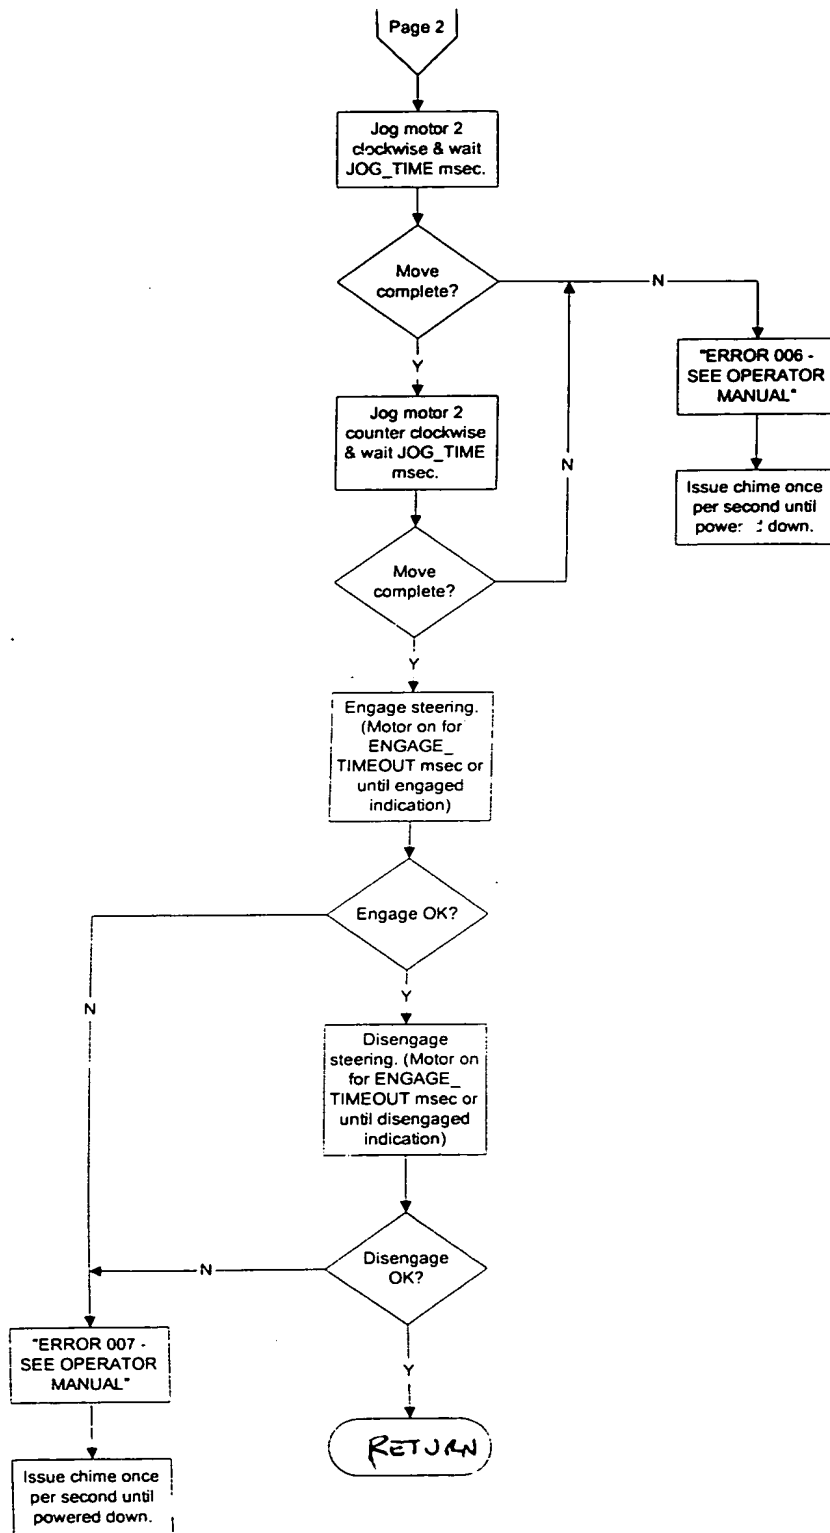 Page 2
Jog motor 2
clockwise & wait
JOG_TIME msec.
Move
complete?
N
"ERROR 006 -
SEE OPERATOR
MANUAL"
Y
Jog motor 2
counter clockwise
& wait JOG_TIME
msec.
N
Issue chime once
per second until
powered down.
Move
complete?
Y
Engage steering.
(Motor on for
ENGAGE_
TIMEOUT msec or
until engaged
indication)
Engage OK?
N
Y
Disengage
steering. (Motor on
for ENGAGE_
TIMEOUT msec or
until disengaged
indication)
Disengage
OK?
N
"ERROR 007 -
SEE OPERATOR
MANUAL"
Y
RETURN
Issue chime once
per second until
powered down.